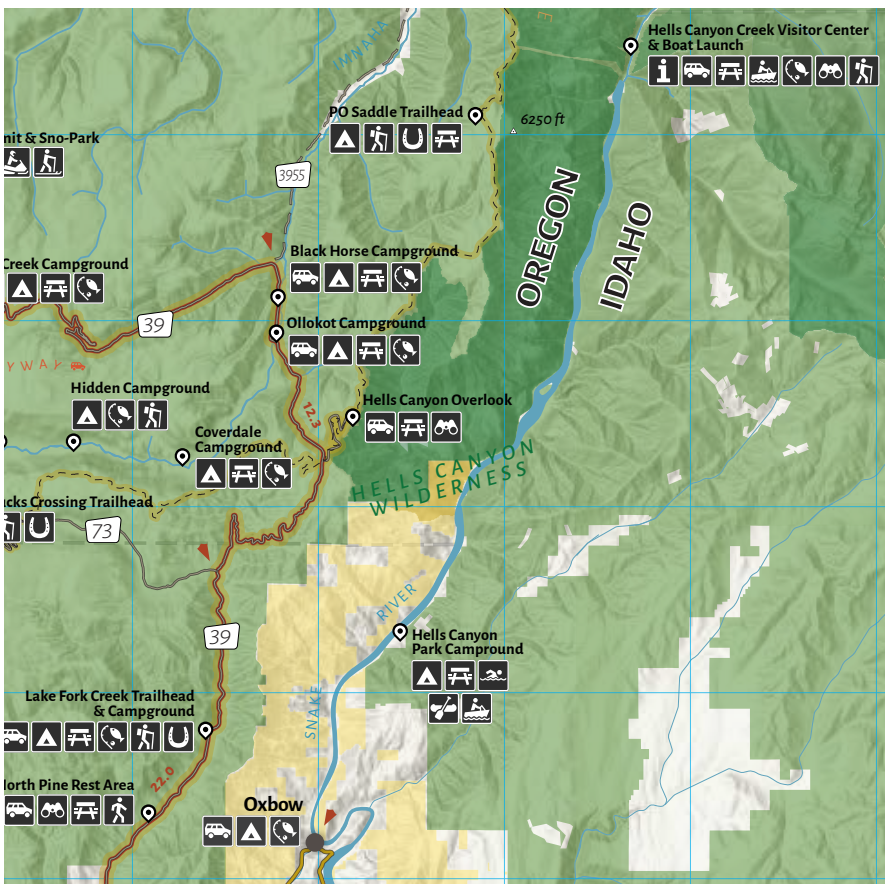 Hells Canyon Creek Visitor Center
& Boat Launch
IMNAHA
PO Saddle Trailhead
6250 ft
nit & Sno-Park
3955
OREGON
IDAHO
Black Horse Campground
Creek Campground
39
Ollokot Campground
YWAY
Hidden Campground
12.3
Hells Canyon Overlook
Coverdale
Campground
HELLS CANYON
WILDERNESS
ucks Crossing Trailhead
73
39
RIVER
Hells Canyon
Park Campround
SNAKE
Lake Fork Creek Trailhead
& Campground
22.0
North Pine Rest Area
Oxbow